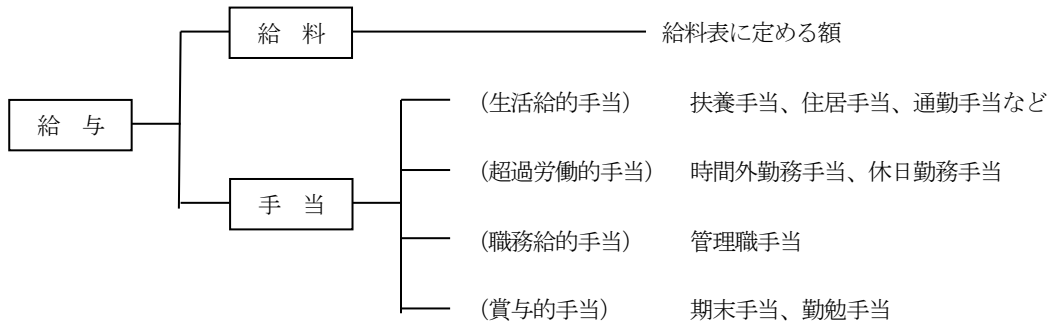 給　料　給料表に定める額
（生活給的手当）　扶養手当、住居手当、通勤手当など
給　与
（超過労働的手当）　時間外勤務手当、休日勤務手当
手　当
（職務給的手当）　管理職手当
（賞与的手当）　期末手当、勤勉手当